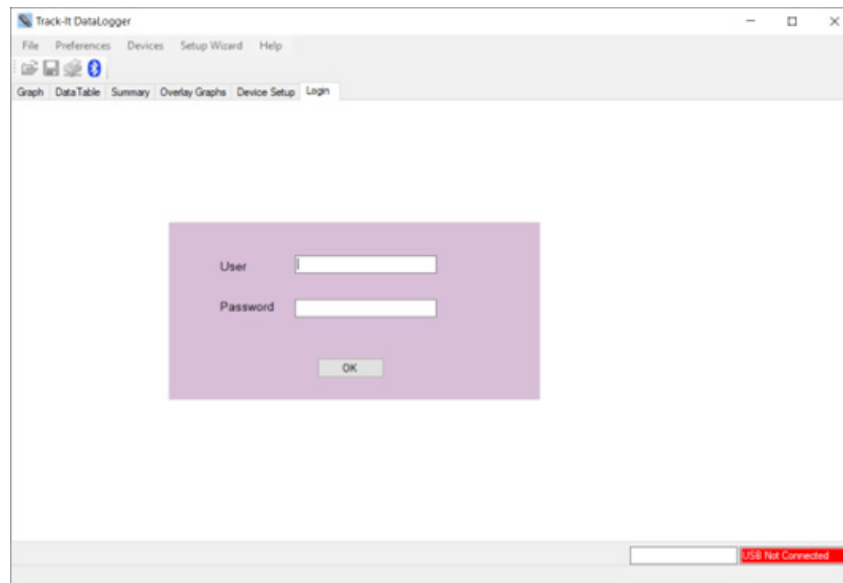 Track-It DataLogger
File Preferences Devices Setup Wizard Help
Graph DataTable Summary Overlay Graphs Device Setup Login
User
Password
OK
USB Not Connected